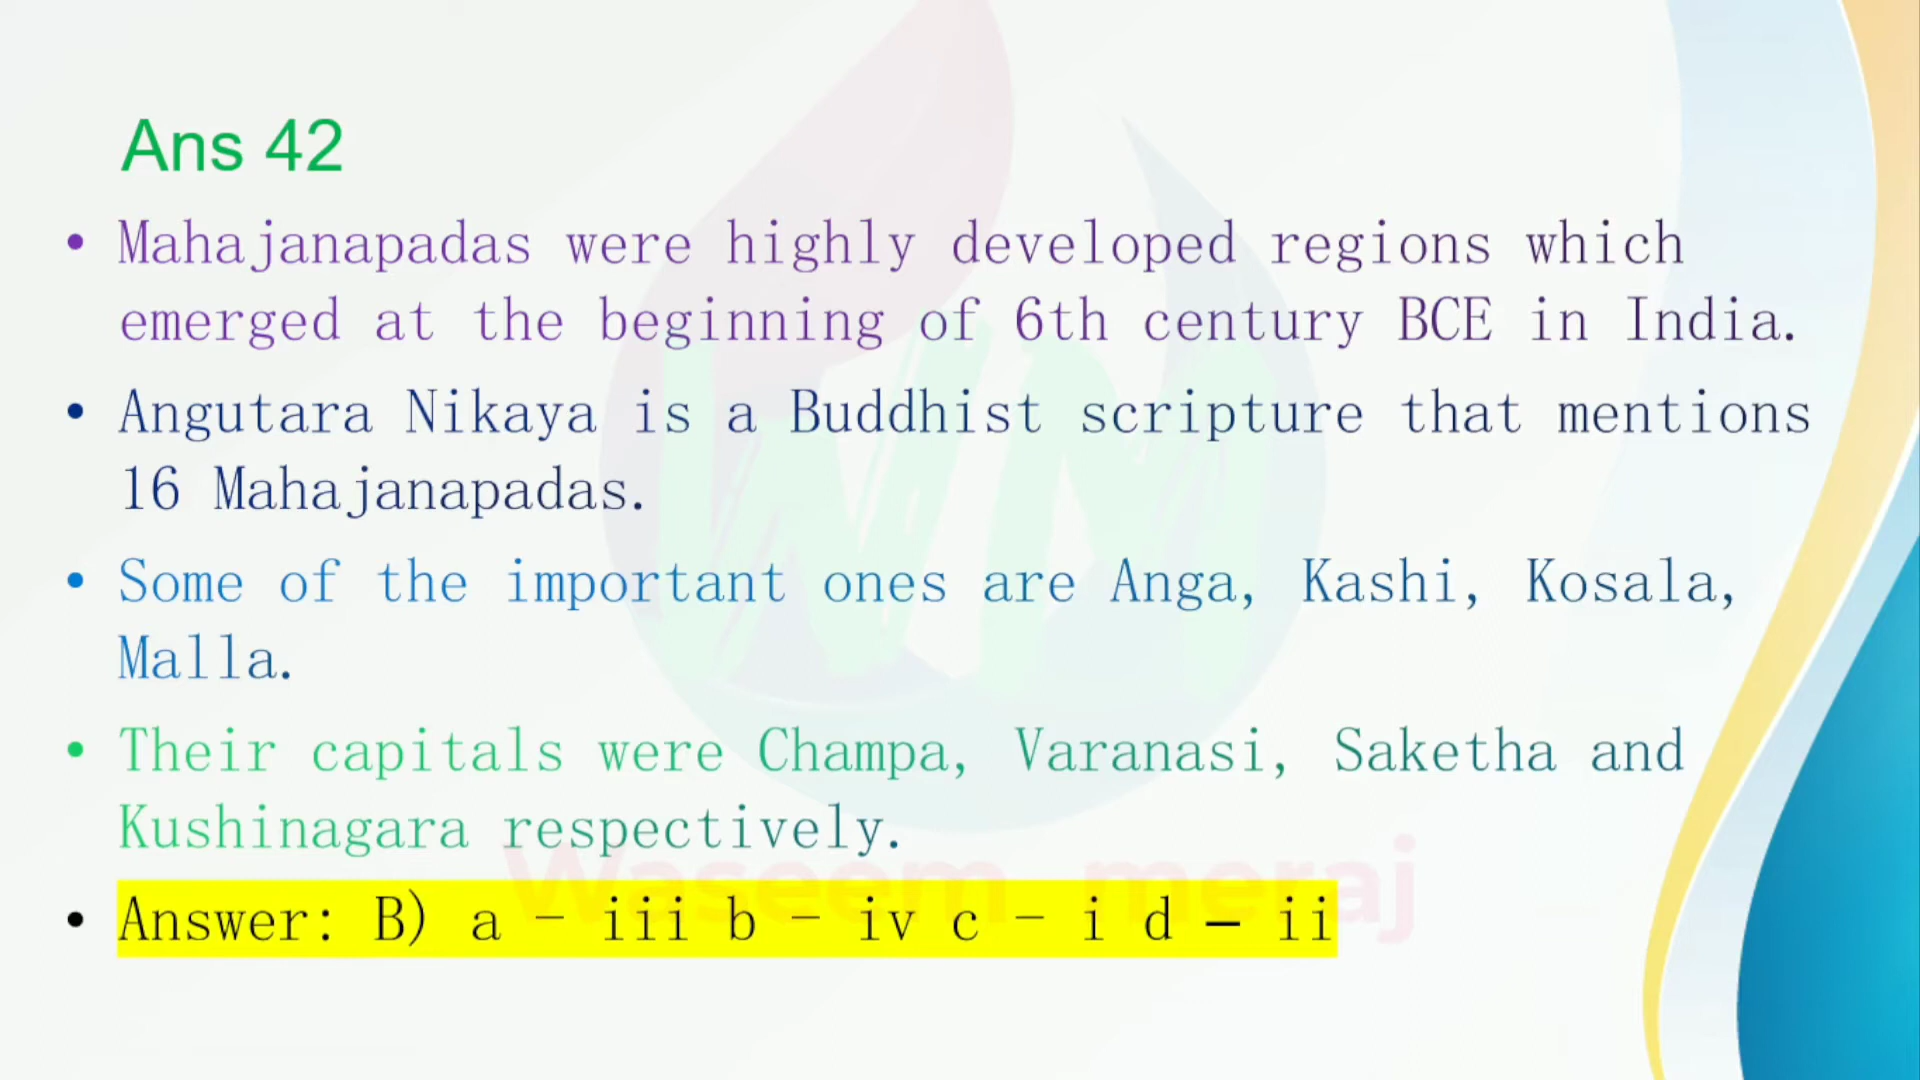 Ans 42
• Mahajanapadas were highly developed regions which
emerged at the beginning of 6th century BCE in India.
• Angutara Nikaya is a Buddhist scripture that mentions
16 Mahajanapadas.
• Some of the important ones are Anga, Kashi, Kosala,
Malla.
• Their capitals were Champa, Varanasi, Saketha and
Kushinagara respectively.
Waseem meraj
• Answer: B) a – iii b – iv c – i d – ii